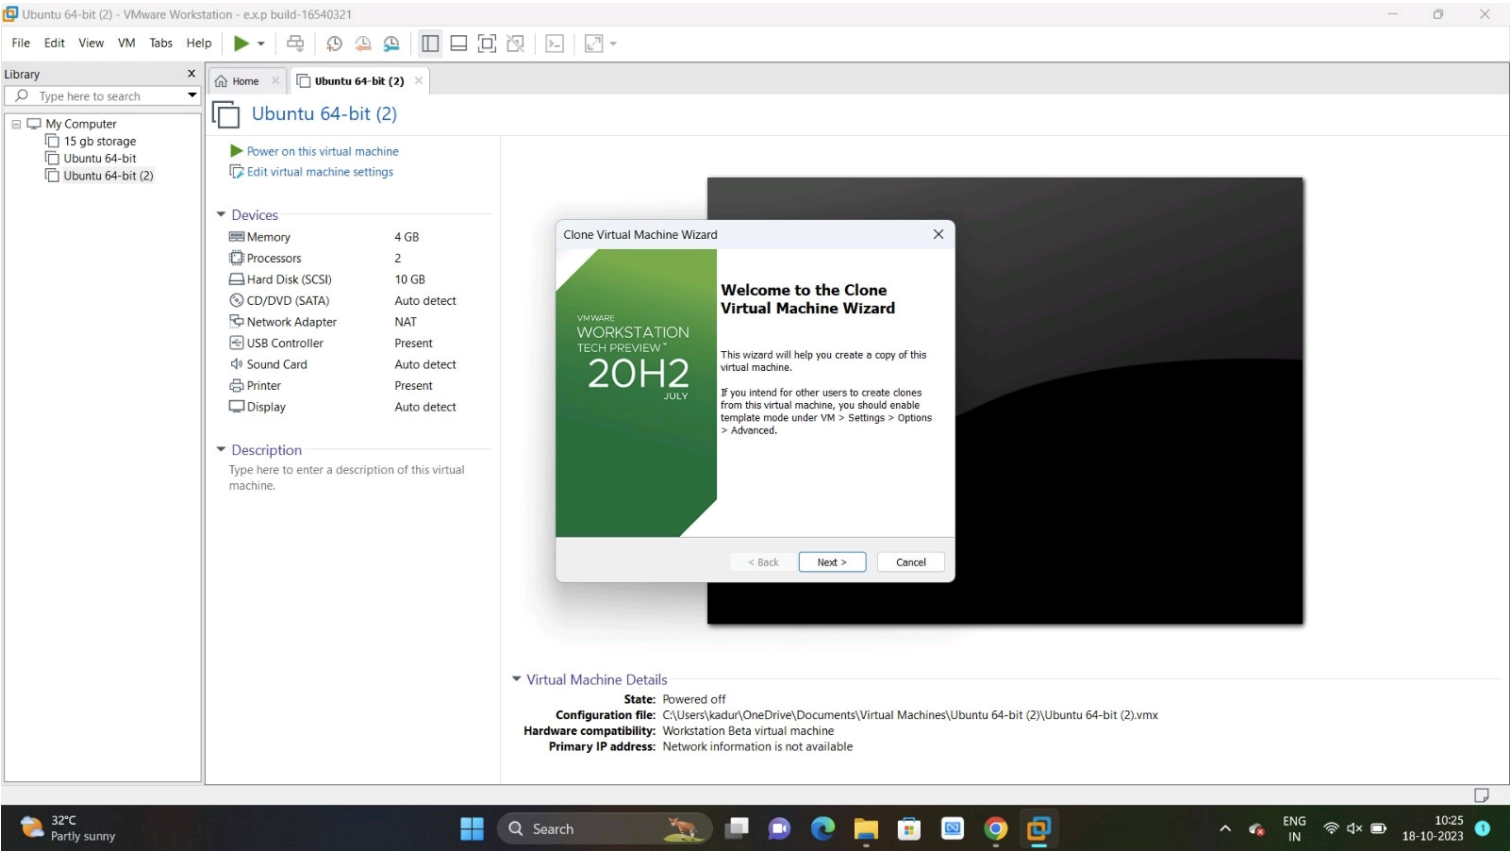 Ubuntu 64-bit (2) - VMware Workstation - e.x.p build-16540321
File Edit View VM Tabs Help
Library
Type here to search
My Computer
15 gb storage
Ubuntu 64-bit
Ubuntu 64-bit (2)
Home
Ubuntu 64-bit (2)
Ubuntu 64-bit (2)
Power on this virtual machine
Edit virtual machine settings
Devices
Memory 4 GB
Processors 2
Hard Disk (SCSI) 10 GB
CD/DVD (SATA) Auto detect
Network Adapter NAT
USB Controller Present
Sound Card Auto detect
Printer Present
Display Auto detect
Description
Type here to enter a description of this virtual
machine.
Clone Virtual Machine Wizard
VMWARE
WORKSTATION
TECH PREVIEW™
20H2
JULY
Welcome to the Clone
Virtual Machine Wizard
This wizard will help you create a copy of this
virtual machine.
If you intend for other users to create clones
from this virtual machine, you should enable
template mode under VM > Settings > Options
> Advanced.
< Back
Next >
Cancel
Virtual Machine Details
State: Powered off
Configuration file: C:\Users\kadur\OneDrive\Documents\Virtual Machines\Ubuntu 64-bit (2)\Ubuntu 64-bit (2).vmx
Hardware compatibility: Workstation Beta virtual machine
Primary IP address: Network information is not available
32°C
Partly sunny
Search
ENG
IN
10:25
18-10-2023
1